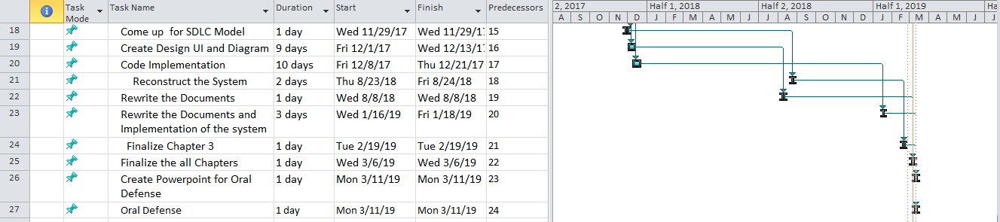 Task Mode Task Name Duration Start Finish Predecessors
2, 2017 Half 1, 2018 Half 2, 2018 Half 1, 2019 Ha
A S O N D J F M A M J J A S O N D J F M A M J J
18 Come up for SDLC Model 1 day Wed 11/29/17 Wed 11/29/1 15
19 Create Design UI and Diagram 9 days Fri 12/1/17 Wed 12/13/1 16
20 Code Implementation 10 days Fri 12/8/17 Thu 12/21/17 17
21 Reconstruct the System 2 days Thu 8/23/18 Fri 8/24/18 18
22 Rewrite the Documents 1 day Wed 8/8/18 Wed 8/8/18 19
23 Rewrite the Documents and 3 days Wed 1/16/19 Fri 1/18/19 20
Implementation of the system
24 Finalize Chapter 3 1 day Tue 2/19/19 Tue 2/19/19 21
25 Finalize the all Chapters 1 day Wed 3/6/19 Wed 3/6/19 22
26 Create Powerpoint for Oral 1 day Mon 3/11/19 Mon 3/11/19 23
Defense
27 Oral Defense 1 day Mon 3/11/19 Mon 3/11/19 24